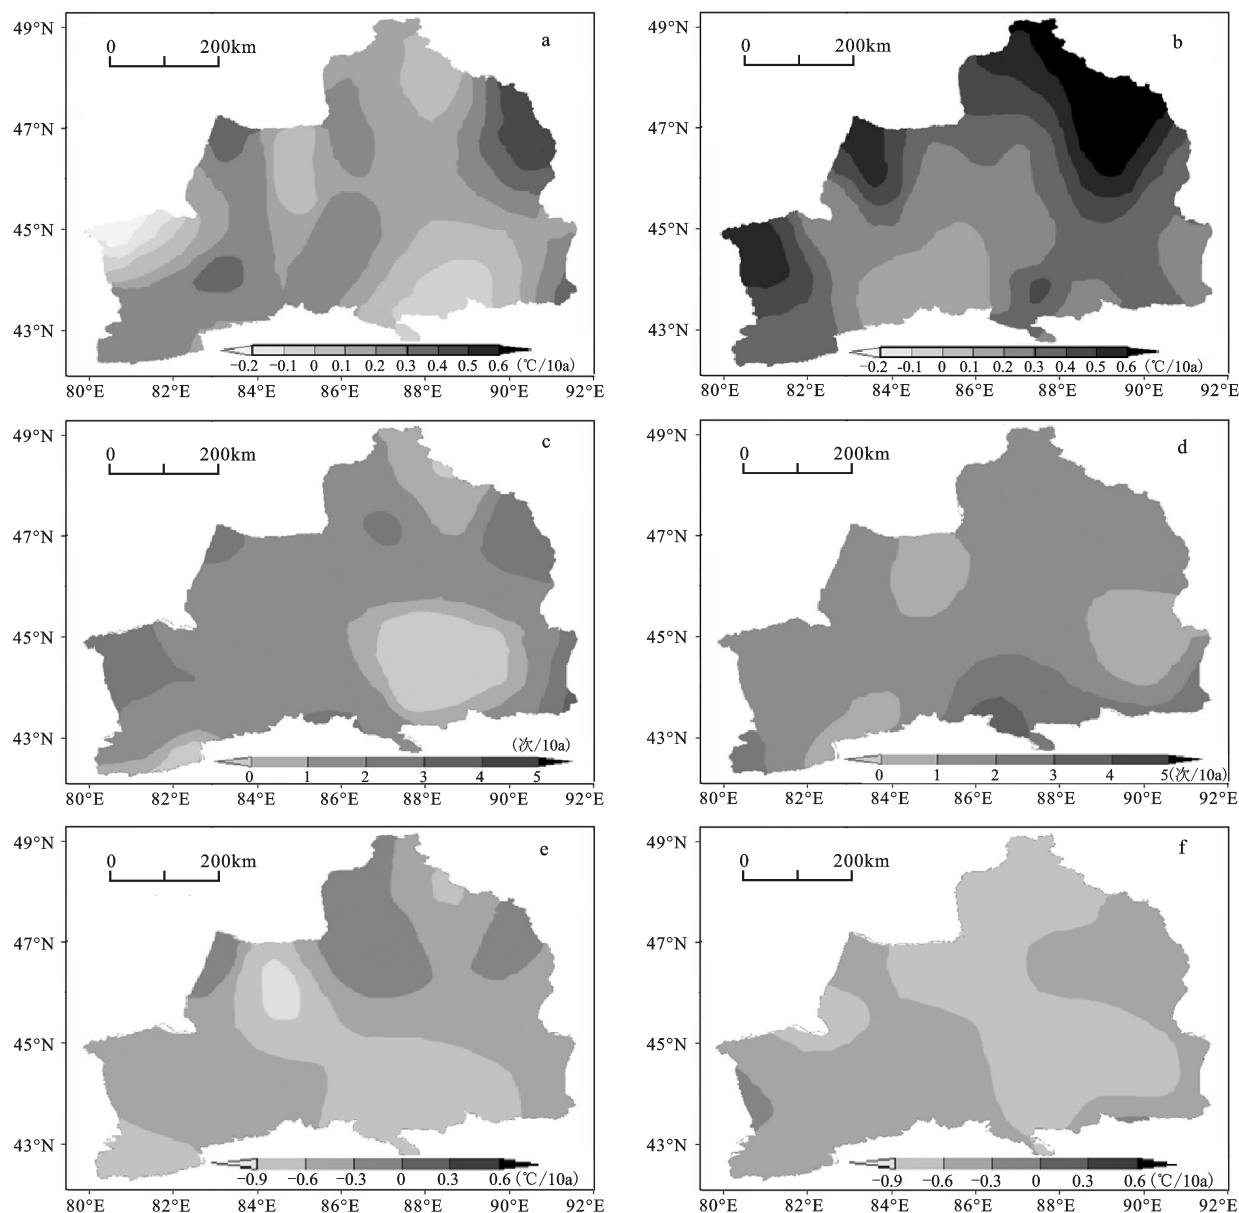 49°N
47°N
45°N
43°N
0 200km
a
−0.2 −0.1 0 0.1 0.2 0.3 0.4 0.5 0.6 (℃/10a)
80°E 82°E 84°E 86°E 88°E 90°E 92°E
49°N
47°N
45°N
43°N
0 200km
b
−0.2 −0.1 0 0.1 0.2 0.3 0.4 0.5 0.6 (℃/10a)
80°E 82°E 84°E 86°E 88°E 90°E 92°E
49°N
47°N
45°N
43°N
0 200km
c
(次/10a)
0 1 2 3 4 5
80°E 82°E 84°E 86°E 88°E 90°E 92°E
49°N
47°N
45°N
43°N
0 200km
d
0 1 2 3 4 5(次/10a)
80°E 82°E 84°E 86°E 88°E 90°E 92°E
49°N
47°N
45°N
43°N
0 200km
e
−0.9 −0.6 −0.3 0 0.3 0.6 (℃/10a)
80°E 82°E 84°E 86°E 88°E 90°E 92°E
49°N
47°N
45°N
43°N
0 200km
f
−0.9 −0.6 −0.3 0 0.3 0.6 (℃/10a)
80°E 82°E 84°E 86°E 88°E 90°E 92°E